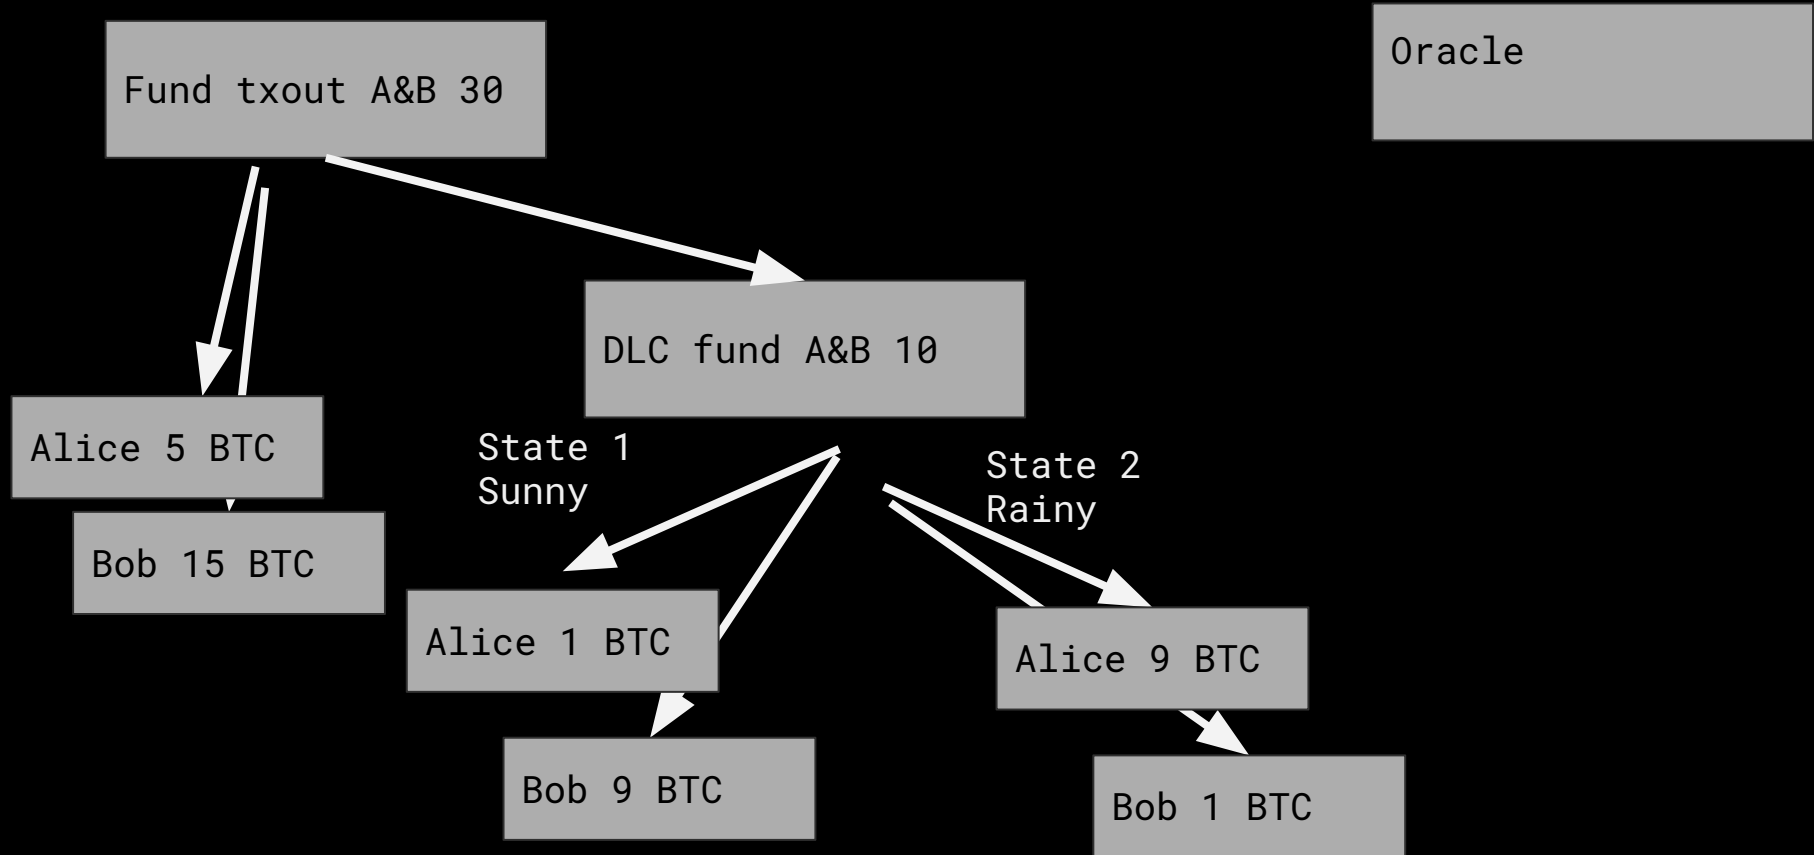 Fund txout A&B 30
Oracle
DLC fund A&B 10
Alice 5 BTC
Bob 15 BTC
State 1
Sunny
State 2
Rainy
Alice 1 BTC
Bob 9 BTC
Alice 9 BTC
Bob 1 BTC